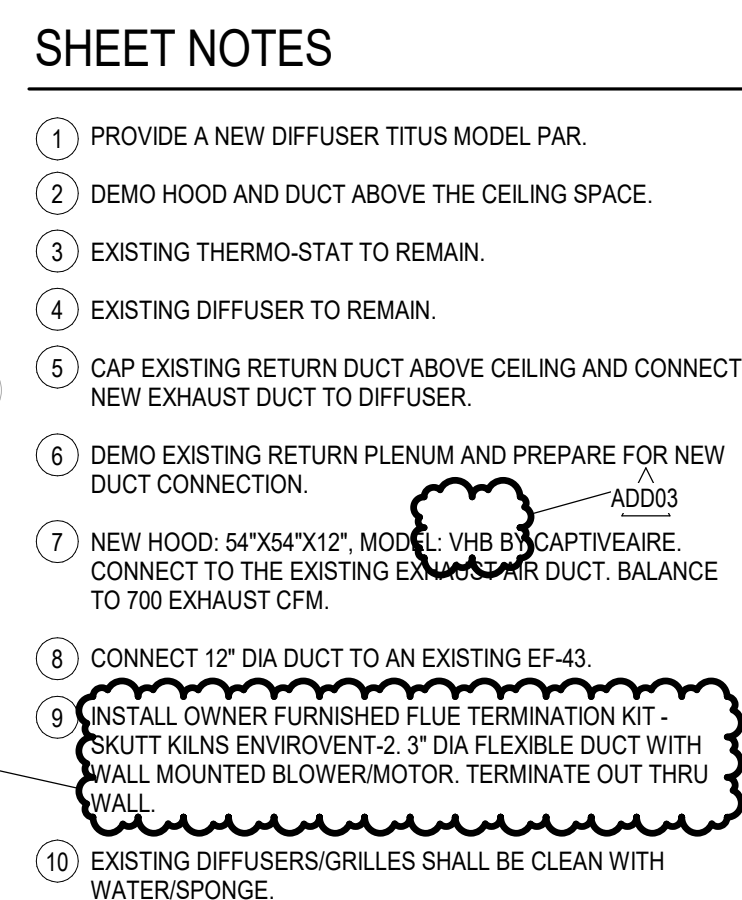 SHEET NOTES
1 PROVIDE A NEW DIFFUSER TITUS MODEL PAR.
2 DEMO HOOD AND DUCT ABOVE THE CEILING SPACE.
3 EXISTING THERMO-STAT TO REMAIN.
4 EXISTING DIFFUSER TO REMAIN.
5 CAP EXISTING RETURN DUCT ABOVE CEILING AND CONNECT
NEW EXHAUST DUCT TO DIFFUSER.
6 DEMO EXISTING RETURN PLENUM AND PREPARE FOR NEW
DUCT CONNECTION.
ADD03
7 NEW HOOD: 54"X54"X12", MODEL: VHB BY CAPTIVEAIRE.
CONNECT TO THE EXISTING EXHAUST AIR DUCT. BALANCE
TO 700 EXHAUST CFM.
8 CONNECT 12" DIA DUCT TO AN EXISTING EF-43.
9 INSTALL OWNER FURNISHED FLUE TERMINATION KIT -
SKUTT KILNS ENVIROVENT-2. 3" DIA FLEXIBLE DUCT WITH
WALL MOUNTED BLOWER/MOTOR. TERMINATE OUT THRU
WALL.
10 EXISTING DIFFUSERS/GRILLES SHALL BE CLEAN WITH
WATER/SPONGE.